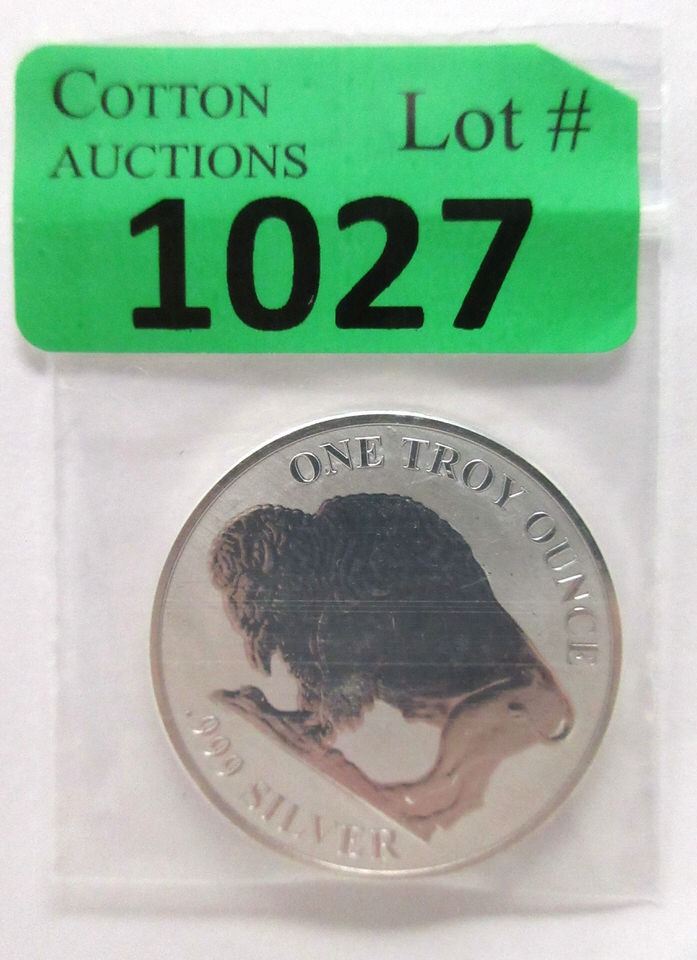 COTTON
AUCTIONS
Lot #
1027
ONE TROY OUNCE
.999 SILVER